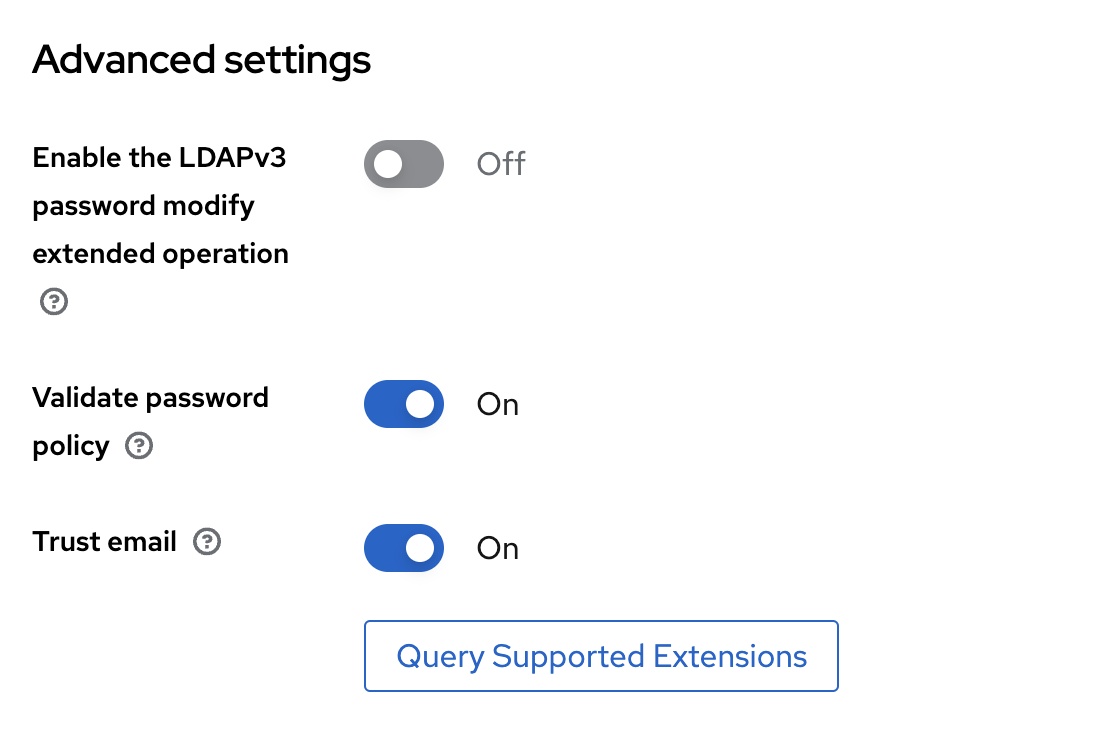 Advanced settings
Enable the LDAPv3
password modify
extended operation
Off
Validate password
policy
On
Trust email
On
Query Supported Extensions